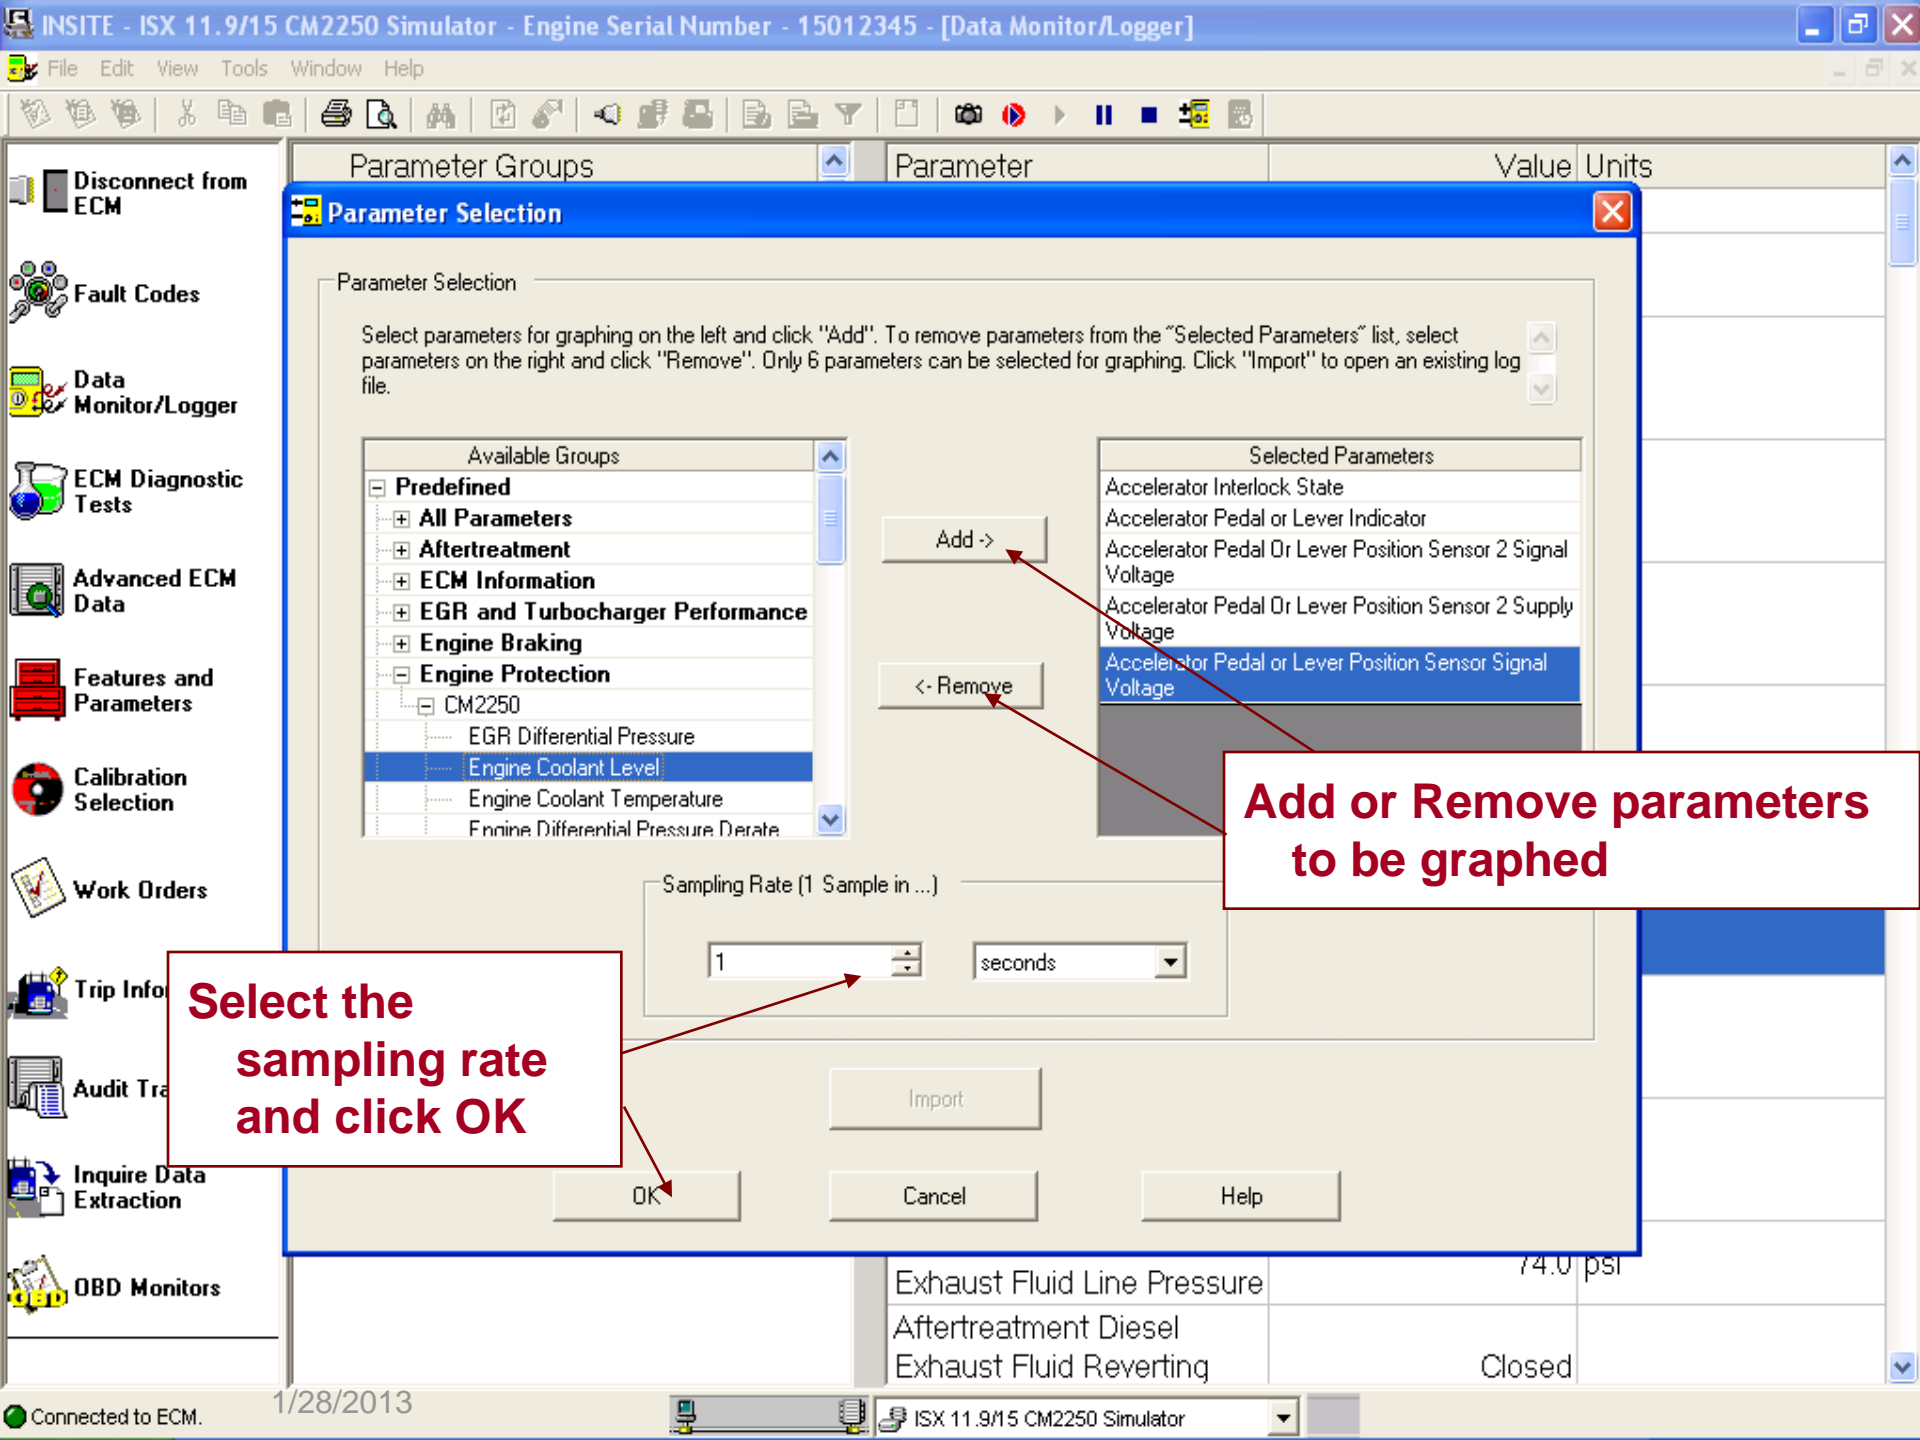 INSITE - ISX 11.9/15 CM2250 Simulator - Engine Serial Number - 15012345 - [Data Monitor/Logger]
File Edit View Tools Window Help
Disconnect from
ECM
Fault Codes
Data
Monitor/Logger
ECM Diagnostic
Tests
Advanced ECM
Data
Features and
Parameters
Calibration
Selection
Work Orders
Trip Info
Audit Tra
Inquire Data
Extraction
OBD Monitors
Parameter Groups
Parameter Value Units
Parameter Selection
Parameter Selection
Select parameters for graphing on the left and click "Add". To remove parameters from the "Selected Parameters" list, select
parameters on the right and click "Remove". Only 6 parameters can be selected for graphing. Click "Import" to open an existing log
file.
Available Groups
Predefined
All Parameters
Aftertreatment
ECM Information
EGR and Turbocharger Performance
Engine Braking
Engine Protection
CM2250
EGR Differential Pressure
Engine Coolant Level
Engine Coolant Temperature
Engine Differential Pressure Derate
Add ->
<- Remove
Selected Parameters
Accelerator Interlock State
Accelerator Pedal or Lever Indicator
Accelerator Pedal Or Lever Position Sensor 2 Signal
Voltage
Accelerator Pedal Or Lever Position Sensor 2 Supply
Voltage
Accelerator Pedal or Lever Position Sensor Signal
Voltage
Add or Remove parameters
to be graphed
Sampling Rate (1 Sample in ...)
1 seconds
Select the
sampling rate
and click OK
Import
OK Cancel Help
Exhaust Fluid Line Pressure 74.0 psi
Aftertreatment Diesel
Exhaust Fluid Reverting Closed
1/28/2013
Connected to ECM.
ISX 11.9/15 CM2250 Simulator